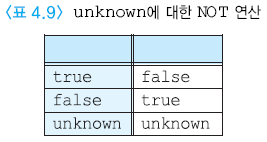 〈표 4.9〉 unknown에 대한 NOT 연산
true false
false true
unknown unknown